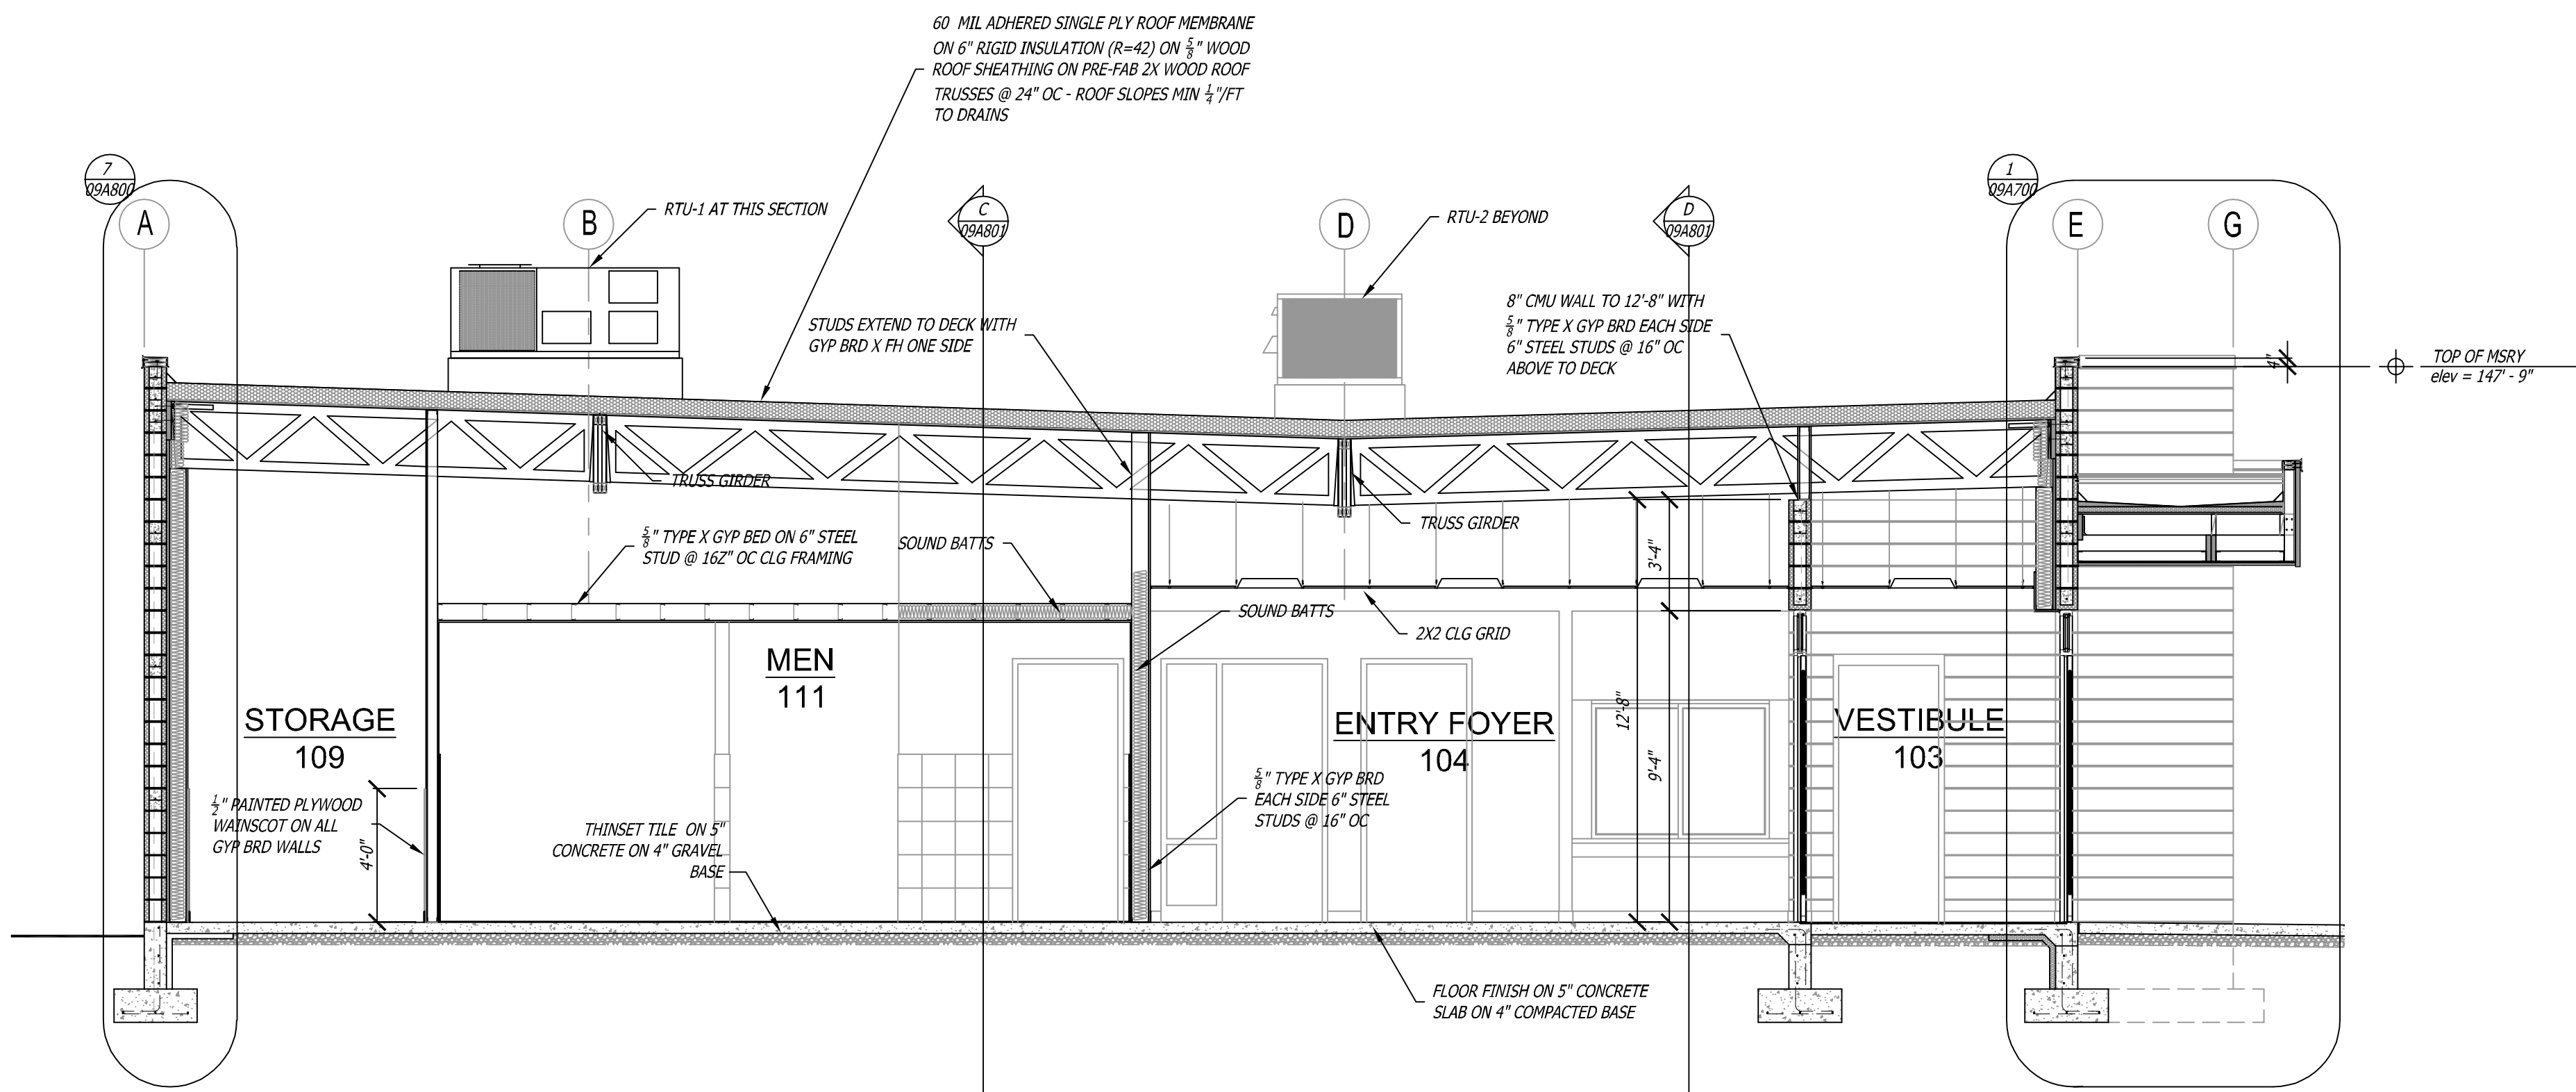 60 MIL ADHERED SINGLE PLY ROOF MEMBRANE
ON 6" RIGID INSULATION (R=42) ON 5/8" WOOD
ROOF SHEATHING ON PRE-FAB 2X WOOD ROOF
TRUSSES @ 24" OC - ROOF SLOPES MIN 1/4"/FT
TO DRAINS
7
09A800
A
B
RTU-1 AT THIS SECTION
C
09A801
D
RTU-2 BEYOND
D
09A801
1
09A700
E
G
STUDS EXTEND TO DECK WITH
GYP BRD X FH ONE SIDE
8" CMU WALL TO 12'-8" WITH
5/8" TYPE X GYP BRD EACH SIDE
6" STEEL STUDS @ 16" OC
ABOVE TO DECK
4"
TOP OF MSRY
elev = 147' - 9"
TRUSS GIRDER
TRUSS GIRDER
5/8" TYPE X GYP BED ON 6" STEEL
STUD @ 16Z" OC CLG FRAMING
SOUND BATTS
SOUND BATTS
2X2 CLG GRID
3'-4"
12'-8"
9'-4"
MEN
111
STORAGE
109
ENTRY FOYER
104
VESTIBULE
103
1/2" PAINTED PLYWOOD
WAINSCOT ON ALL
GYP BRD WALLS
4'-0"
THINSET TILE ON 5"
CONCRETE ON 4" GRAVEL
BASE
5/8" TYPE X GYP BRD
EACH SIDE 6" STEEL
STUDS @ 16" OC
FLOOR FINISH ON 5" CONCRETE
SLAB ON 4" COMPACTED BASE